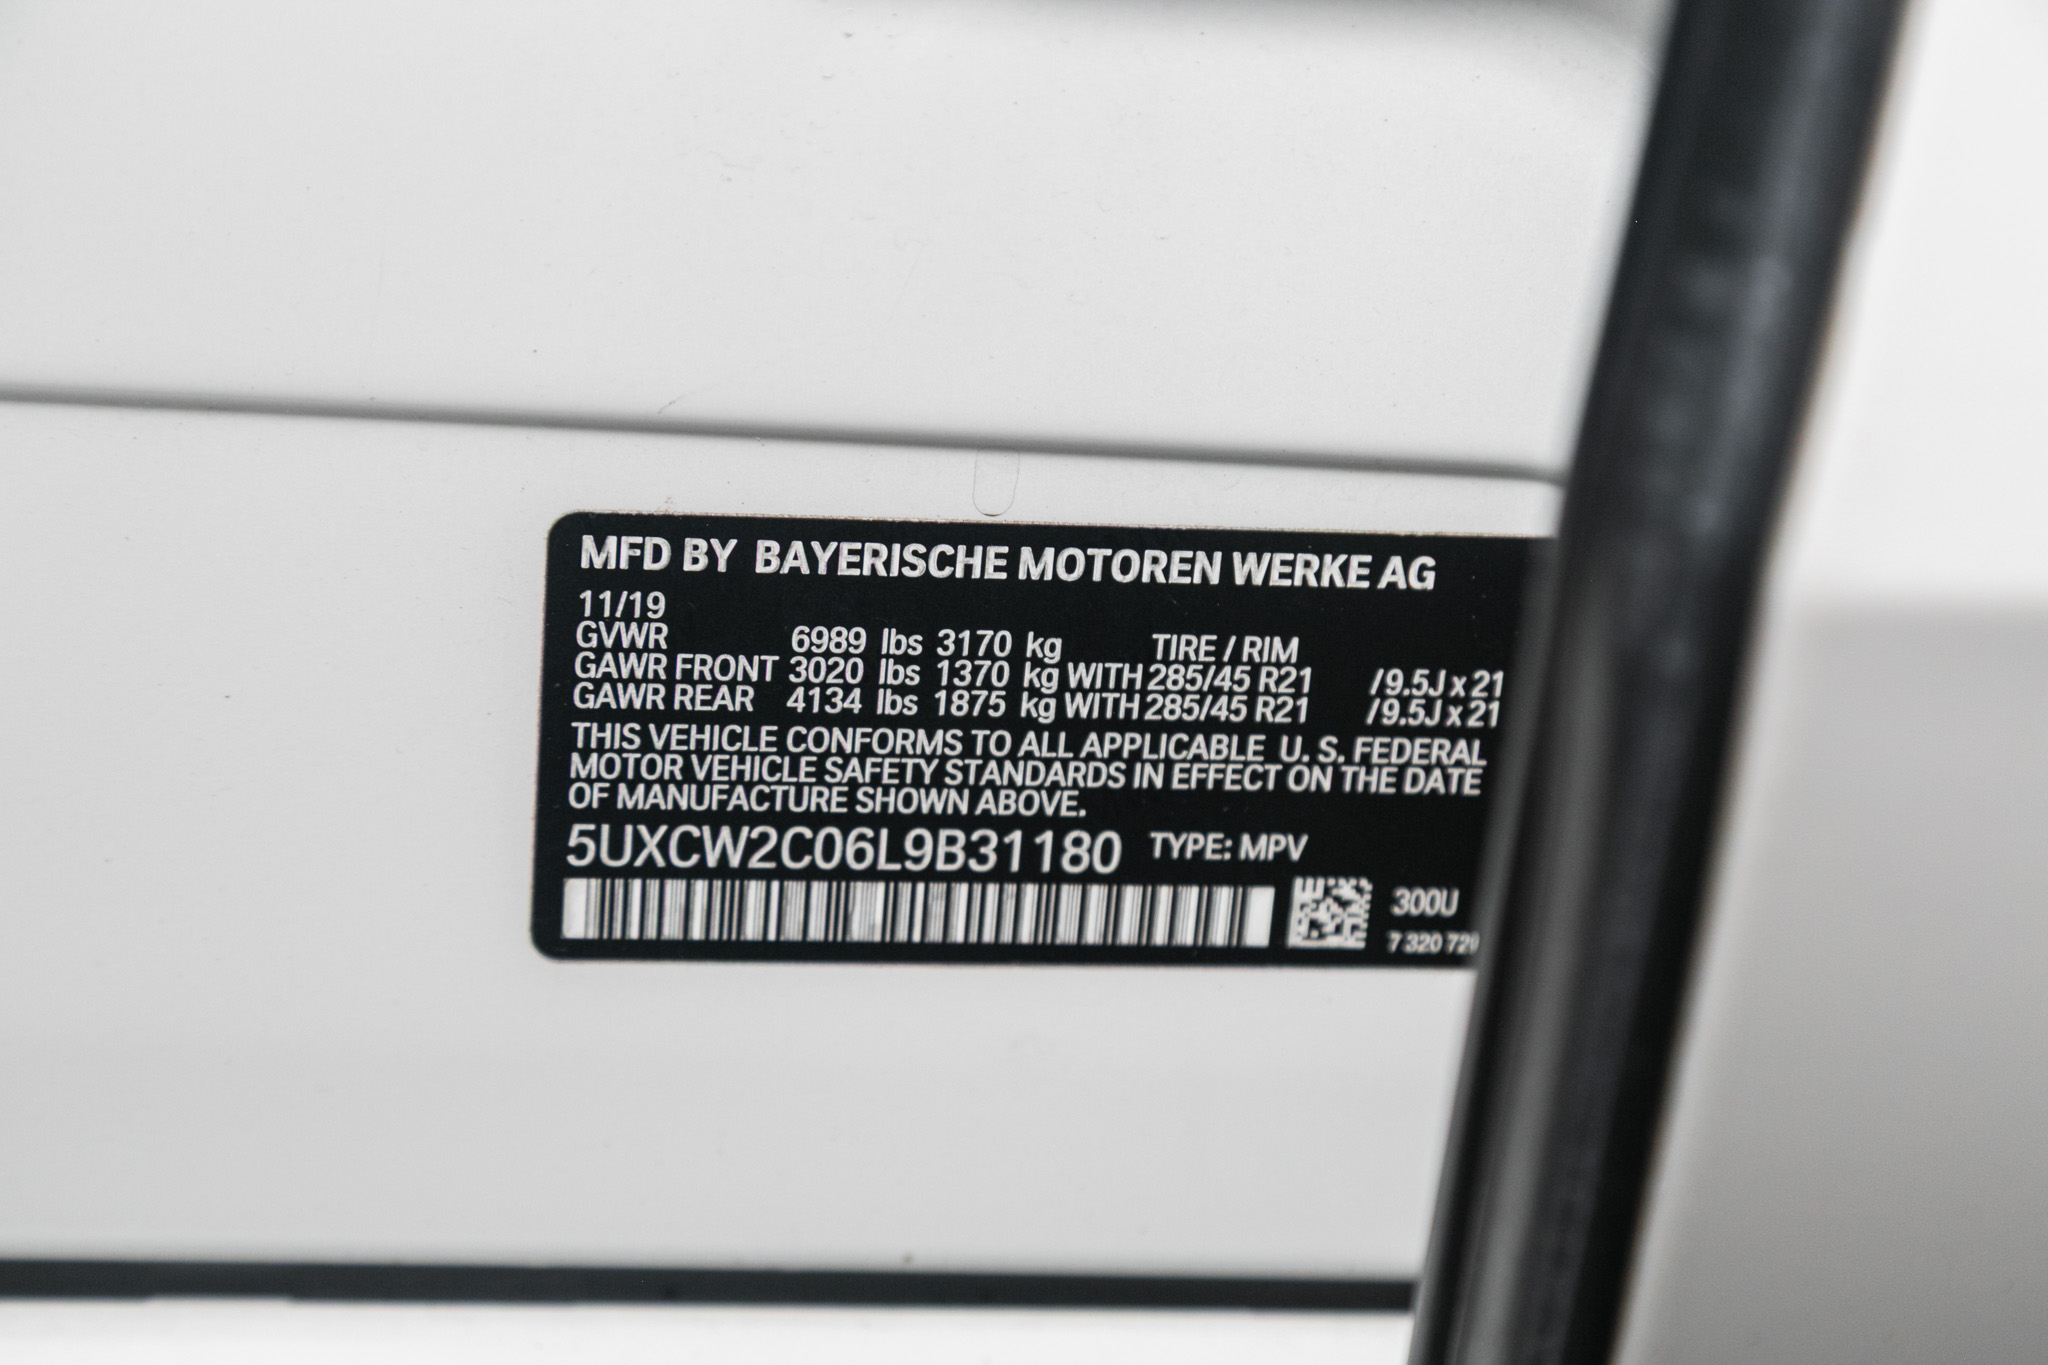 MFD BY BAYERISCHE MOTOREN WERKE AG
11/19
GVWR 6989 lbs 3170 kg TIRE / RIM
GAWR FRONT 3020 lbs 1370 kg WITH 285/45 R21 /9.5J x 21
GAWR REAR 4134 lbs 1875 kg WITH 285/45 R21 /9.5J x 21
THIS VEHICLE CONFORMS TO ALL APPLICABLE U. S. FEDERAL
MOTOR VEHICLE SAFETY STANDARDS IN EFFECT ON THE DATE
OF MANUFACTURE SHOWN ABOVE.
5UXCW2C06L9B31180 TYPE: MPV
300U
7 320